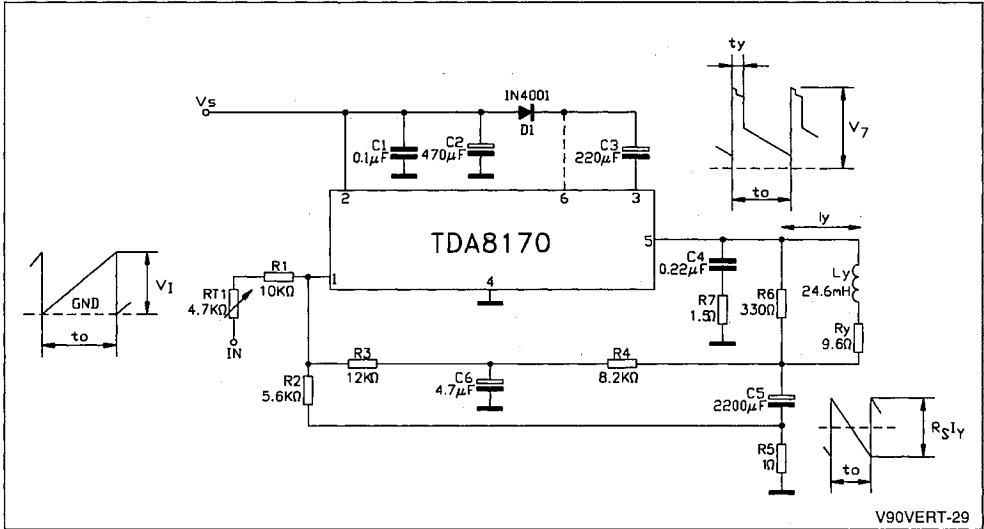 ty
1N4001
Vs
D1
C1
0.1µF
C2
470µF
C3
220µF
V7
2
6
3
to
TDA8170
5
Iy
C4
0.22µF
Ly
24.6mH
R1
10KΩ
1
4
VI
GND
RT1
4.7KΩ
R7
1.5Ω
R6
330Ω
Ry
9.6Ω
to
IN
R3
12KΩ
R4
8.2KΩ
R2
5.6KΩ
C6
4.7µF
C5
2200µF
RSIY
R5
1Ω
to
V90VERT-29